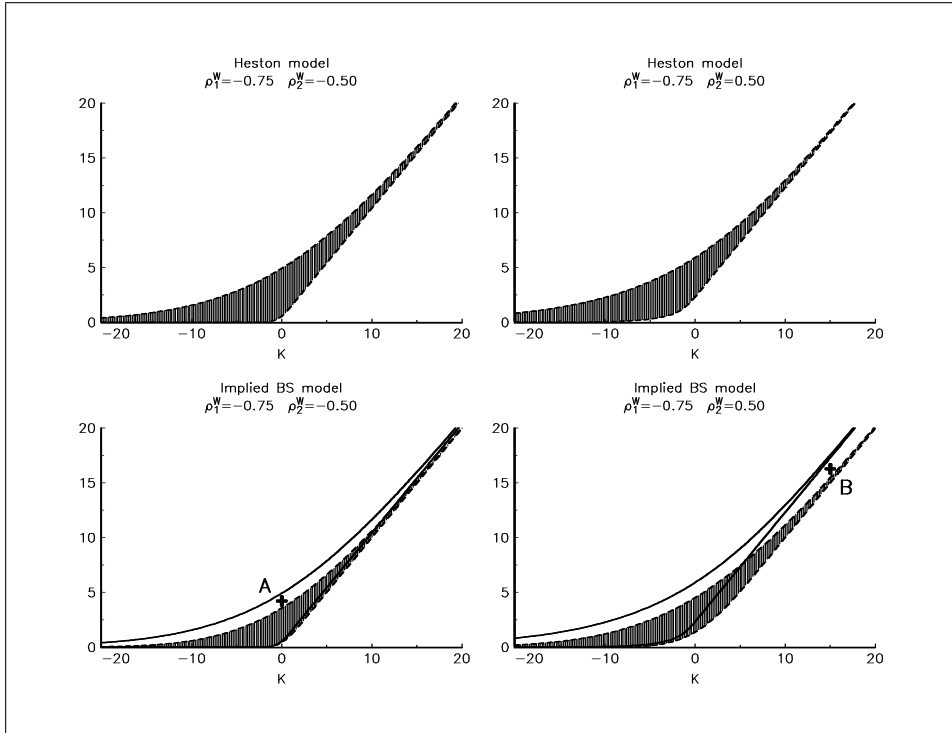 Heston model
ρ₁ᵂ=−0.75 ρ₂ᵂ=−0.50
20
15
10
5
0
−20 −10 0 10 20
K
Heston model
ρ₁ᵂ=−0.75 ρ₂ᵂ=0.50
20
15
10
5
0
−20 −10 0 10 20
K
Implied BS model
ρ₁ᵂ=−0.75 ρ₂ᵂ=−0.50
20
15
10
5
0
A
−20 −10 0 10 20
K
Implied BS model
ρ₁ᵂ=−0.75 ρ₂ᵂ=0.50
20
15
10
5
0
B
−20 −10 0 10 20
K